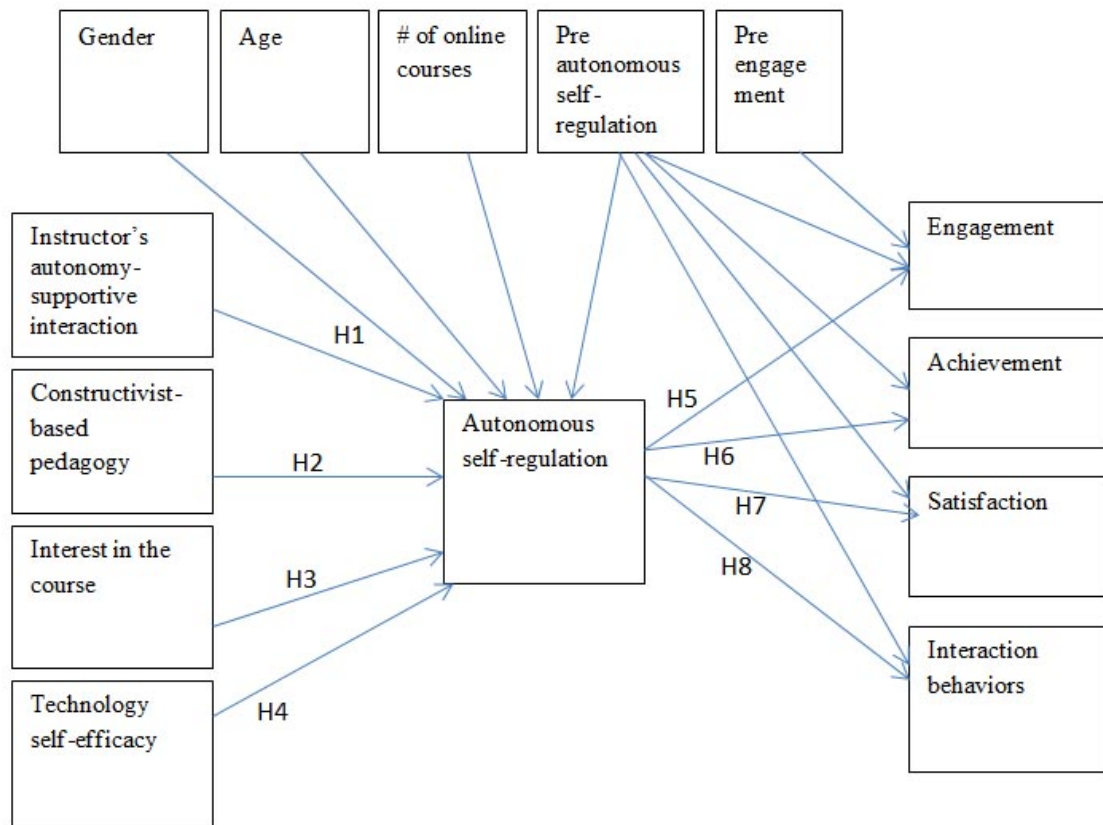 Gender
Age
# of online
courses
Pre
autonomous
self-
regulation
Pre
engage
ment
Instructor's
autonomy-
supportive
interaction
H1
Constructivist-
based
pedagogy
H2
Interest in the
course
H3
Technology
self-efficacy
H4
Autonomous
self-regulation
H5
H6
H7
H8
Engagement
Achievement
Satisfaction
Interaction
behaviors